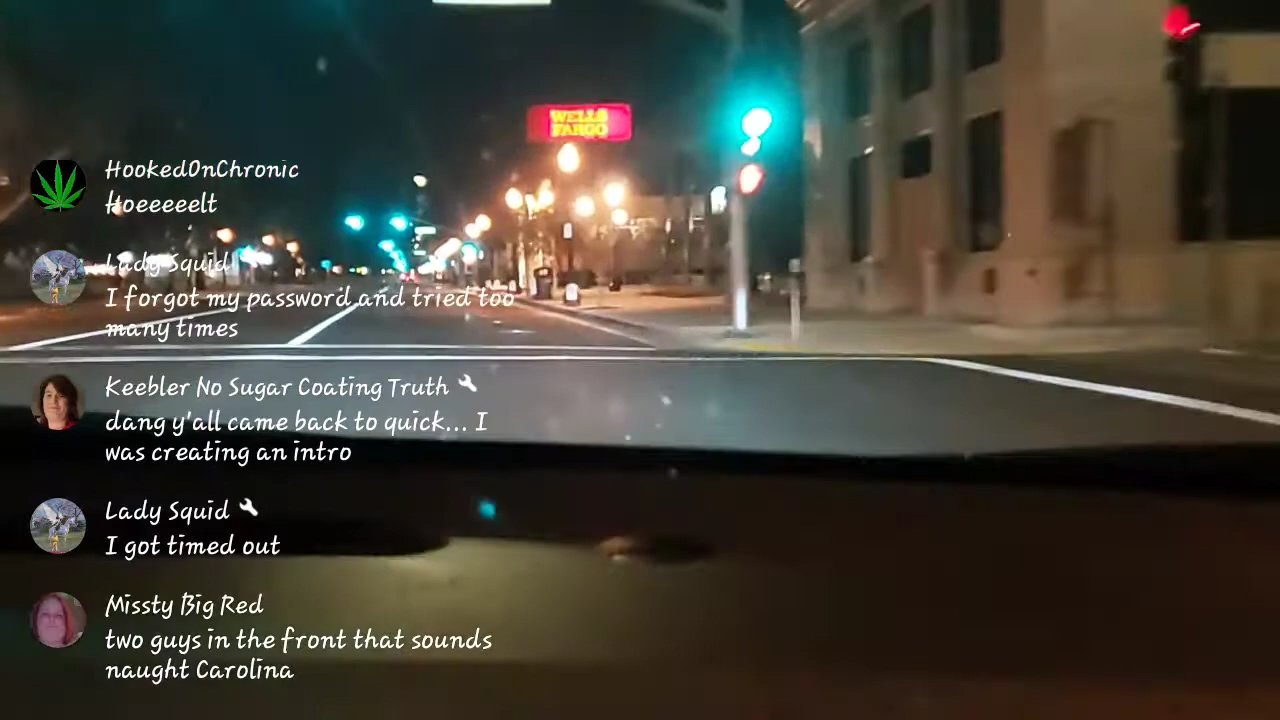 WELLS
FARGO
HookedOnChronic
Hoeeeeelt
Lady Squid
I forgot my password and tried too
many times
Keebler No Sugar Coating Truth
dang y'all came back to quick... I
was creating an intro
Lady Squid
I got timed out
Missty Big Red
two guys in the front that sounds
naught Carolina